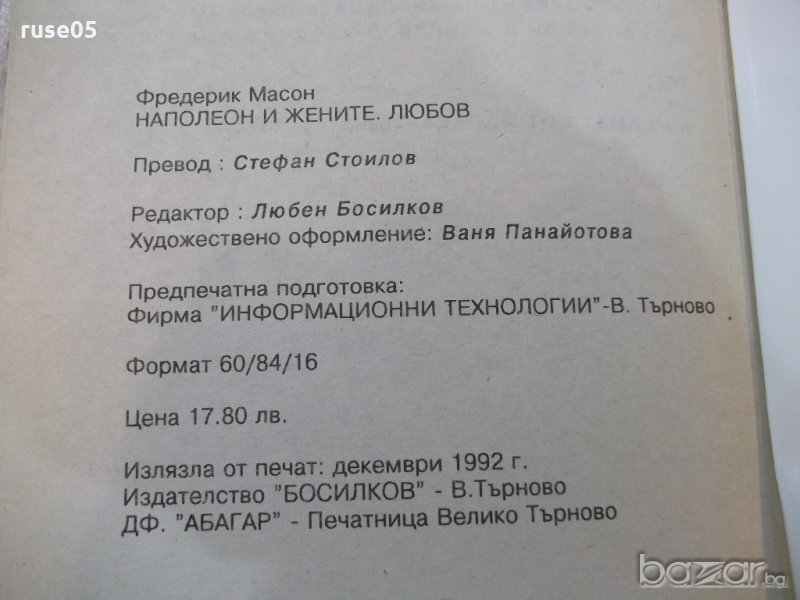 ruse05
Фредерик Масон
НАПОЛЕОН И ЖЕНИТЕ. ЛЮБОВ
Превод : Стефан Стоилов
Редактор : Любен Босилков
Художествено оформление: Ваня Панайотова
Предпечатна подготовка:
Фирма "ИНФОРМАЦИОННИ ТЕХНОЛОГИИ"-В. Търново
Формат 60/84/16
Цена 17.80 лв.
Излязла от печат: декември 1992 г.
Издателство "БОСИЛКОВ" - В.Търново
ДФ. "АБАГАР" - Печатница Велико Търново
bazar.bg